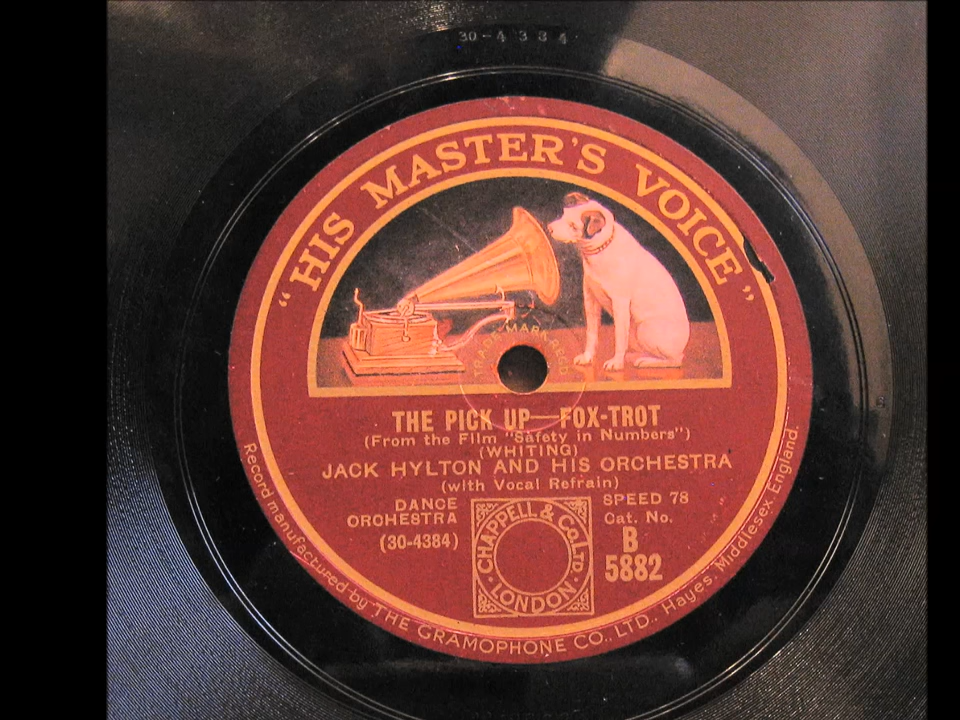 30-4384
"HIS MASTER'S VOICE"
TRADE MARK REGD
THE PICK UP—FOX-TROT
(From the Film "Safety in Numbers")
(WHITING)
JACK HYLTON AND HIS ORCHESTRA
(with Vocal Refrain)
DANCE ORCHESTRA
(30-4384)
SPEED 78
Cat. No.
B
5882
CHAPPELL & CO LTD · LONDON ·
Record manufactured by THE GRAMOPHONE CO., LTD., Hayes, Middlesex, England.